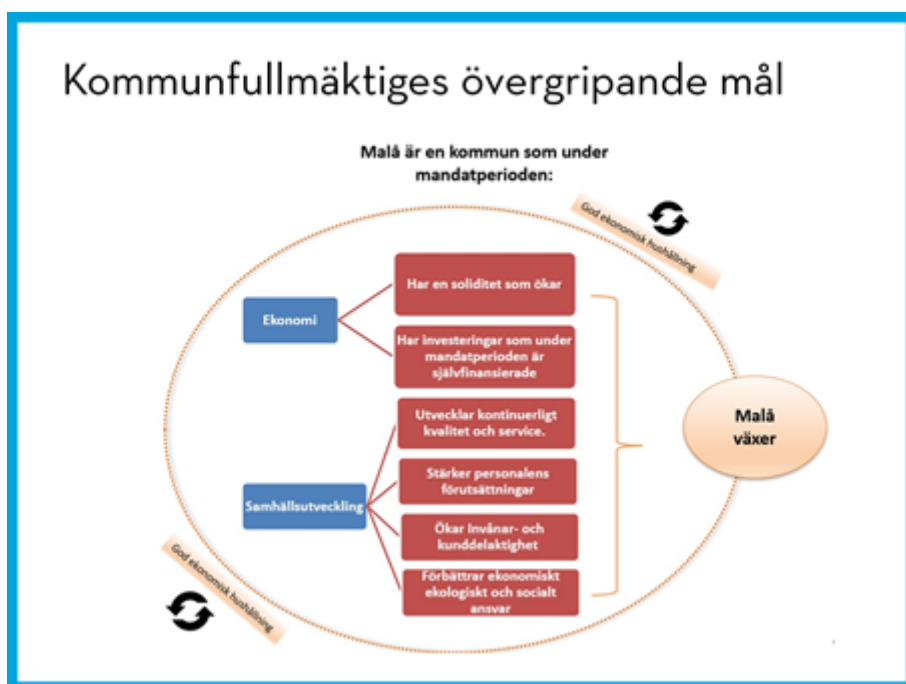 Kommunfullmäktiges övergripande mål
Malå är en kommun som under
mandatperioden:
God ekonomisk hushållning
Ekonomi
Har en soliditet som ökar
Har investeringar som under
mandatperioden är
självfinansierade
Samhällsutveckling
Utvecklar kontinuerligt
kvalitet och service.
Stärker personalens
förutsättningar
Ökar Invånar- och
kunddelaktighet
Förbättrar ekonomiskt
ekologiskt och socialt
ansvar
Malå
växer
God ekonomisk hushållning